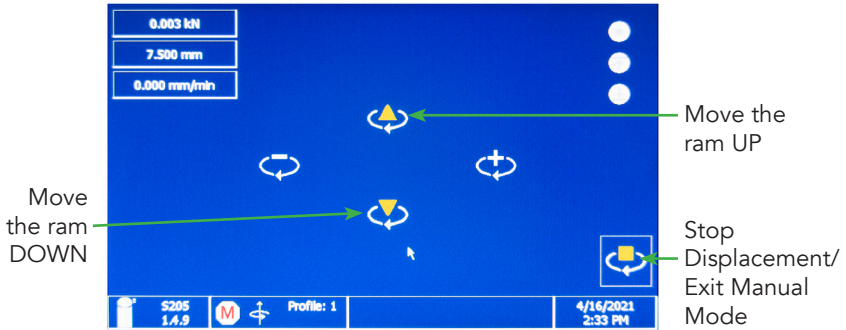 0.003 kN
7.500 mm
0.000 mm/min
Move the
ram UP
Move
the ram
DOWN
Stop
Displacement/
Exit Manual
Mode
S205
1.4.9
M
Profile: 1
4/16/2021
2:33 PM